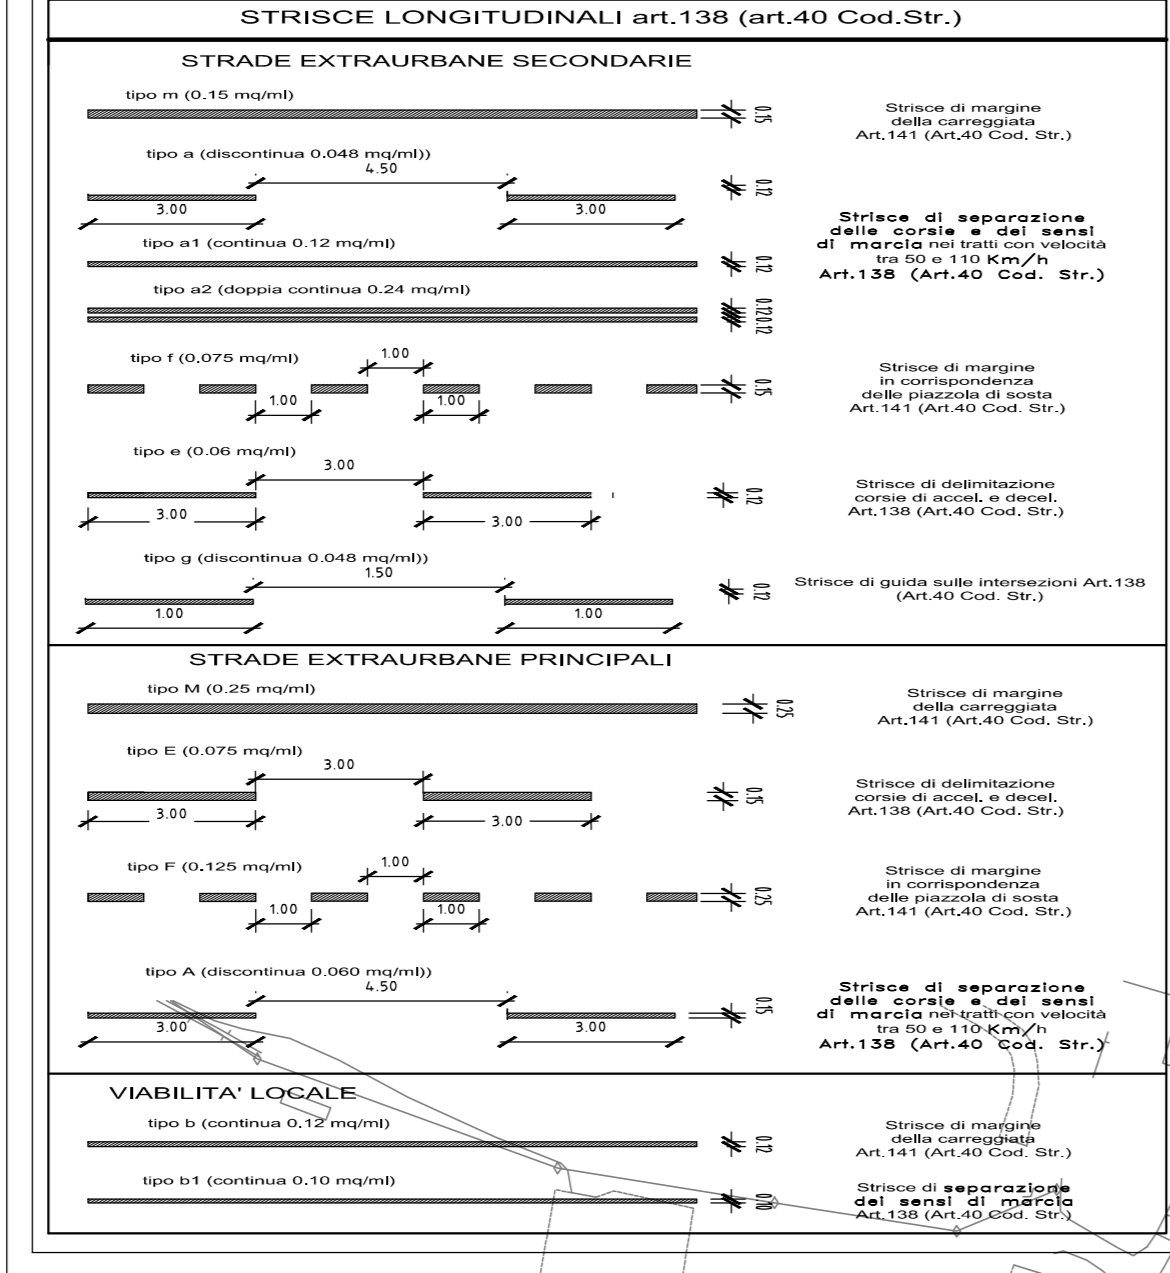 STRISCE LONGITUDINALI art.138 (art.40 Cod.Str.)
STRADE EXTRAURBANE SECONDARIE
tipo m (0.15 mq/ml)
0.15
Strisce di margine
della carreggiata
Art.141 (Art.40 Cod. Str.)
tipo a (discontinua 0.048 mq/ml))
4.50
3.00
3.00
0.12
Strisce di separazione
delle corsie e dei sensi
di marcia nei tratti con velocità
tra 50 e 110 Km/h
Art.138 (Art.40 Cod. Str.)
tipo a1 (continua 0.12 mq/ml)
0.12
tipo a2 (doppia continua 0.24 mq/ml)
0.12
0.12
tipo f (0.075 mq/ml)
1.00
1.00
1.00
0.15
Strisce di margine
in corrispondenza
delle piazzola di sosta
Art.141 (Art.40 Cod. Str.)
tipo e (0.06 mq/ml)
3.00
3.00
3.00
0.12
Strisce di delimitazione
corsie di accel. e decel.
Art.138 (Art.40 Cod. Str.)
tipo g (discontinua 0.048 mq/ml))
1.50
1.00
1.00
0.12
Strisce di guida sulle intersezioni Art.138
(Art.40 Cod. Str.)
STRADE EXTRAURBANE PRINCIPALI
tipo M (0.25 mq/ml)
0.25
Strisce di margine
della carreggiata
Art.141 (Art.40 Cod. Str.)
tipo E (0.075 mq/ml)
3.00
3.00
3.00
0.15
Strisce di delimitazione
corsie di accel. e decel.
Art.138 (Art.40 Cod. Str.)
tipo F (0.125 mq/ml)
1.00
1.00
1.00
0.25
Strisce di margine
in corrispondenza
delle piazzola di sosta
Art.141 (Art.40 Cod. Str.)
tipo A (discontinua 0.060 mq/ml))
4.50
3.00
3.00
0.15
Strisce di separazione
delle corsie e dei sensi
di marcia nei tratti con velocità
tra 50 e 110 Km/h
Art.138 (Art.40 Cod. Str.)
VIABILITA' LOCALE
tipo b (continua 0.12 mq/ml)
0.12
Strisce di margine
della carreggiata
Art.141 (Art.40 Cod. Str.)
tipo b1 (continua 0.10 mq/ml)
0.10
Strisce di separazione
dei sensi di marcia
Art.138 (Art.40 Cod. Str.)